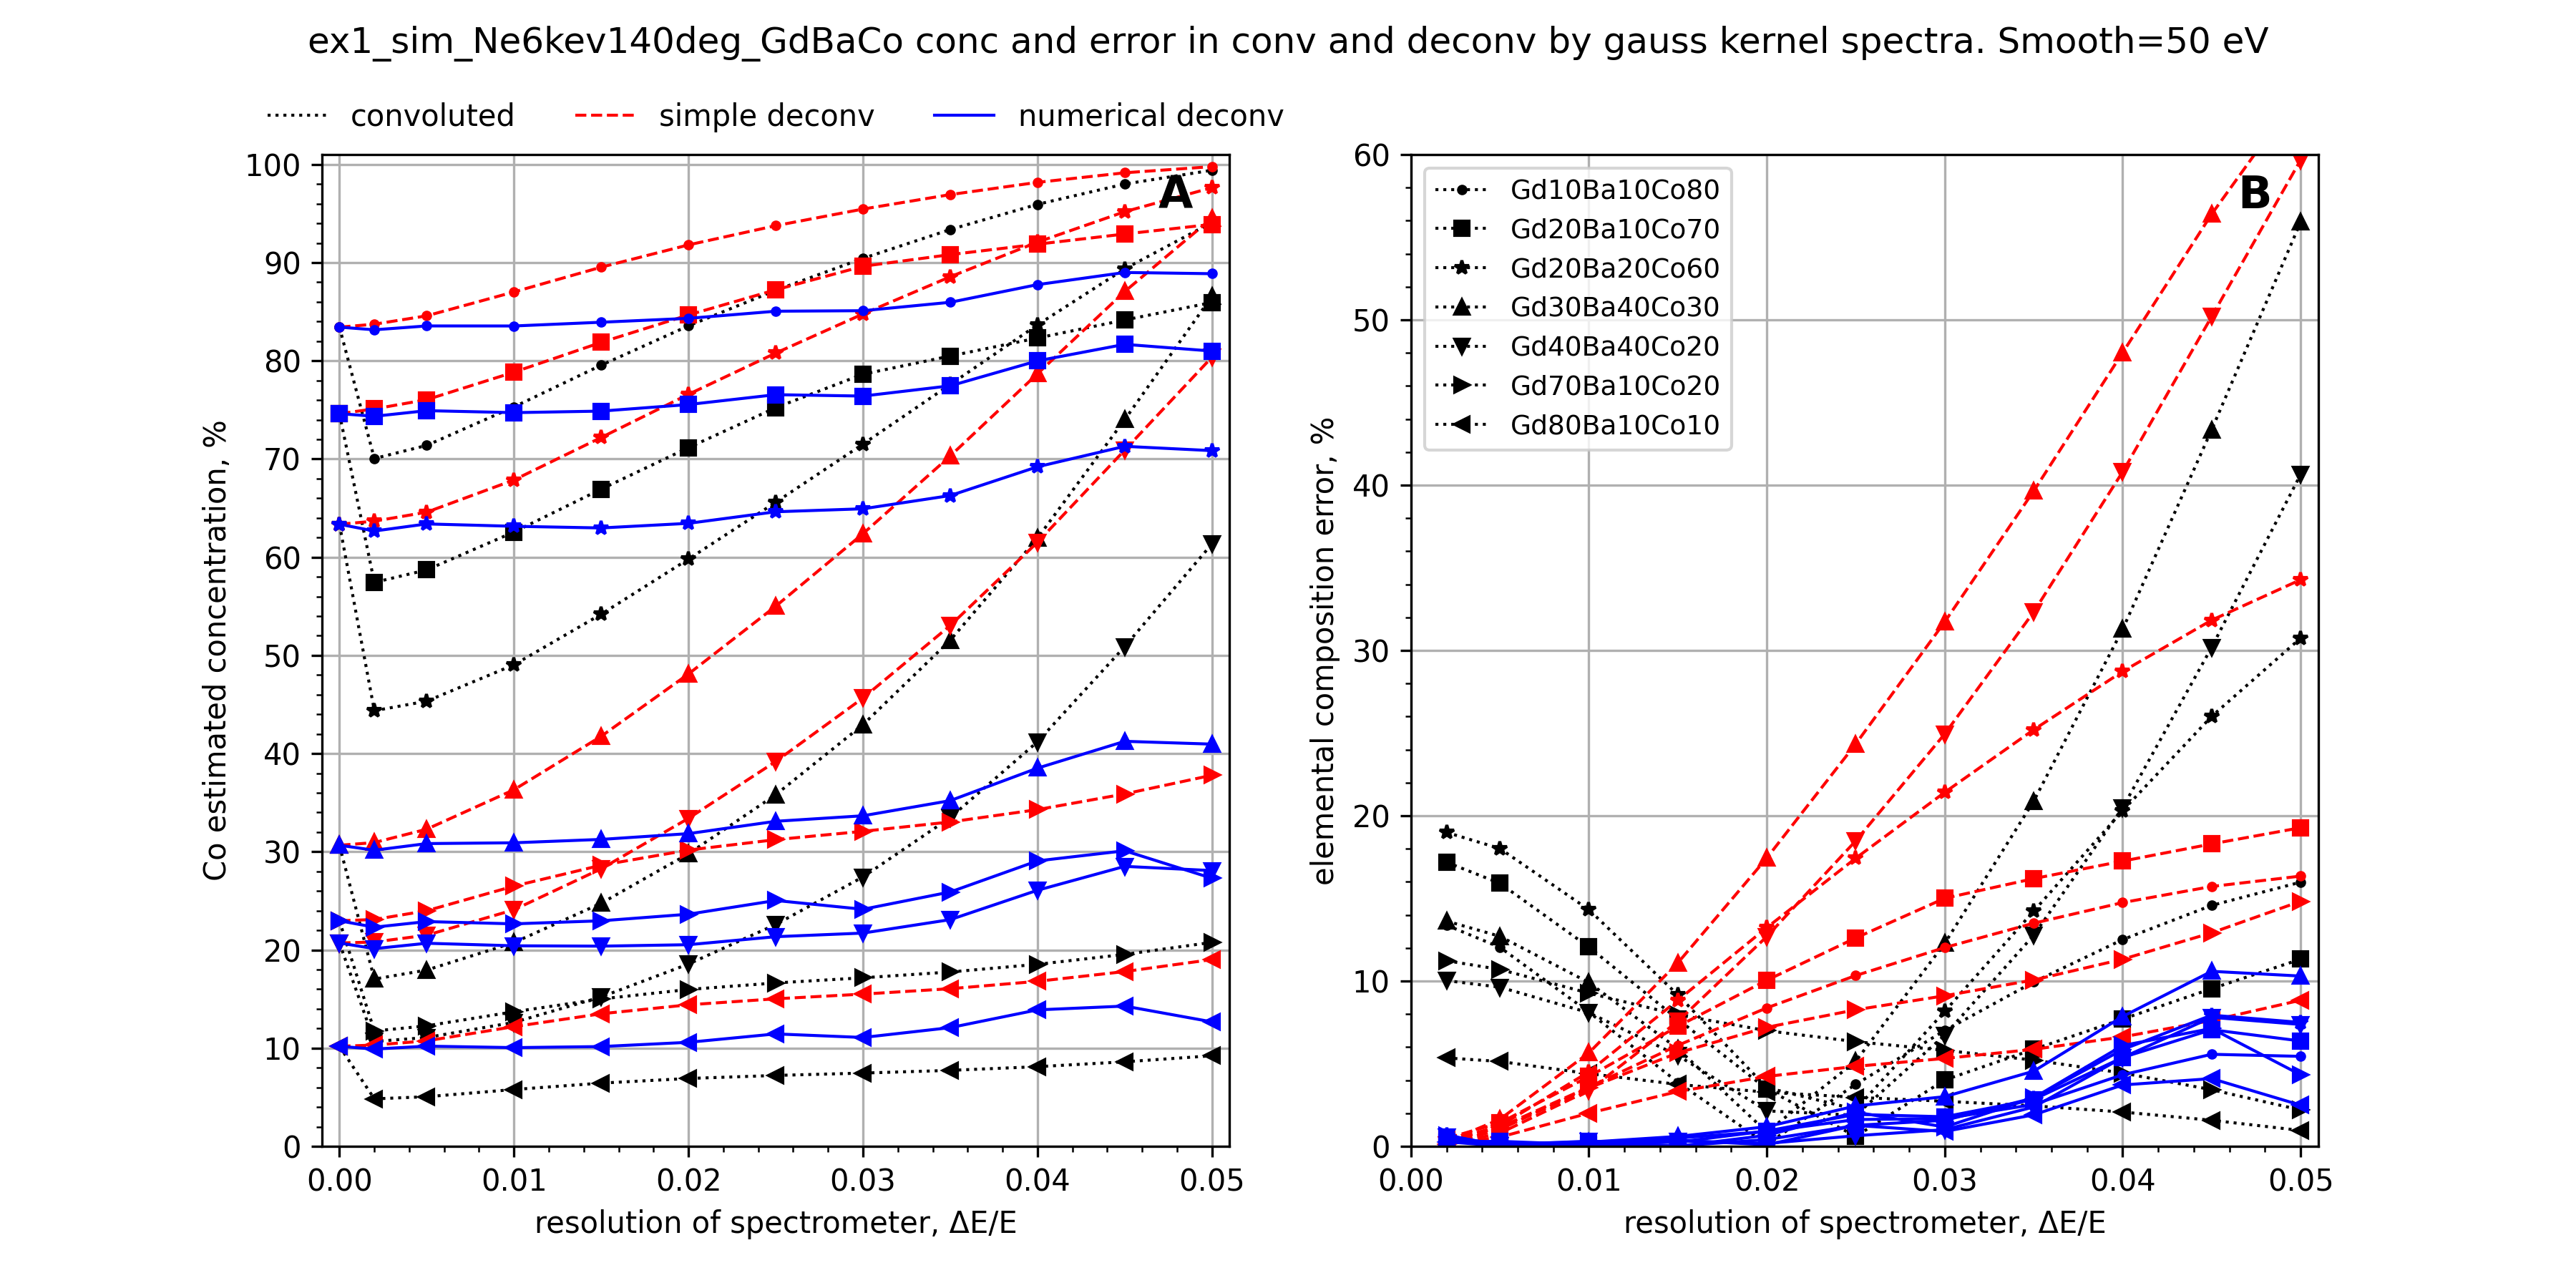 ex1_sim_Ne6kev140deg_GdBaCo conc and error in conv and deconv by gauss kernel spectra. Smooth=50 eV
convoluted simple deconv numerical deconv
A
100
90
80
70
60
50
40
30
20
10
0
Co estimated concentration, %
0.00 0.01 0.02 0.03 0.04 0.05
resolution of spectrometer, ΔE/E
B
Gd10Ba10Co80
Gd20Ba10Co70
Gd20Ba20Co60
Gd30Ba40Co30
Gd40Ba40Co20
Gd70Ba10Co20
Gd80Ba10Co10
60
50
40
30
20
10
0
elemental composition error, %
0.00 0.01 0.02 0.03 0.04 0.05
resolution of spectrometer, ΔE/E